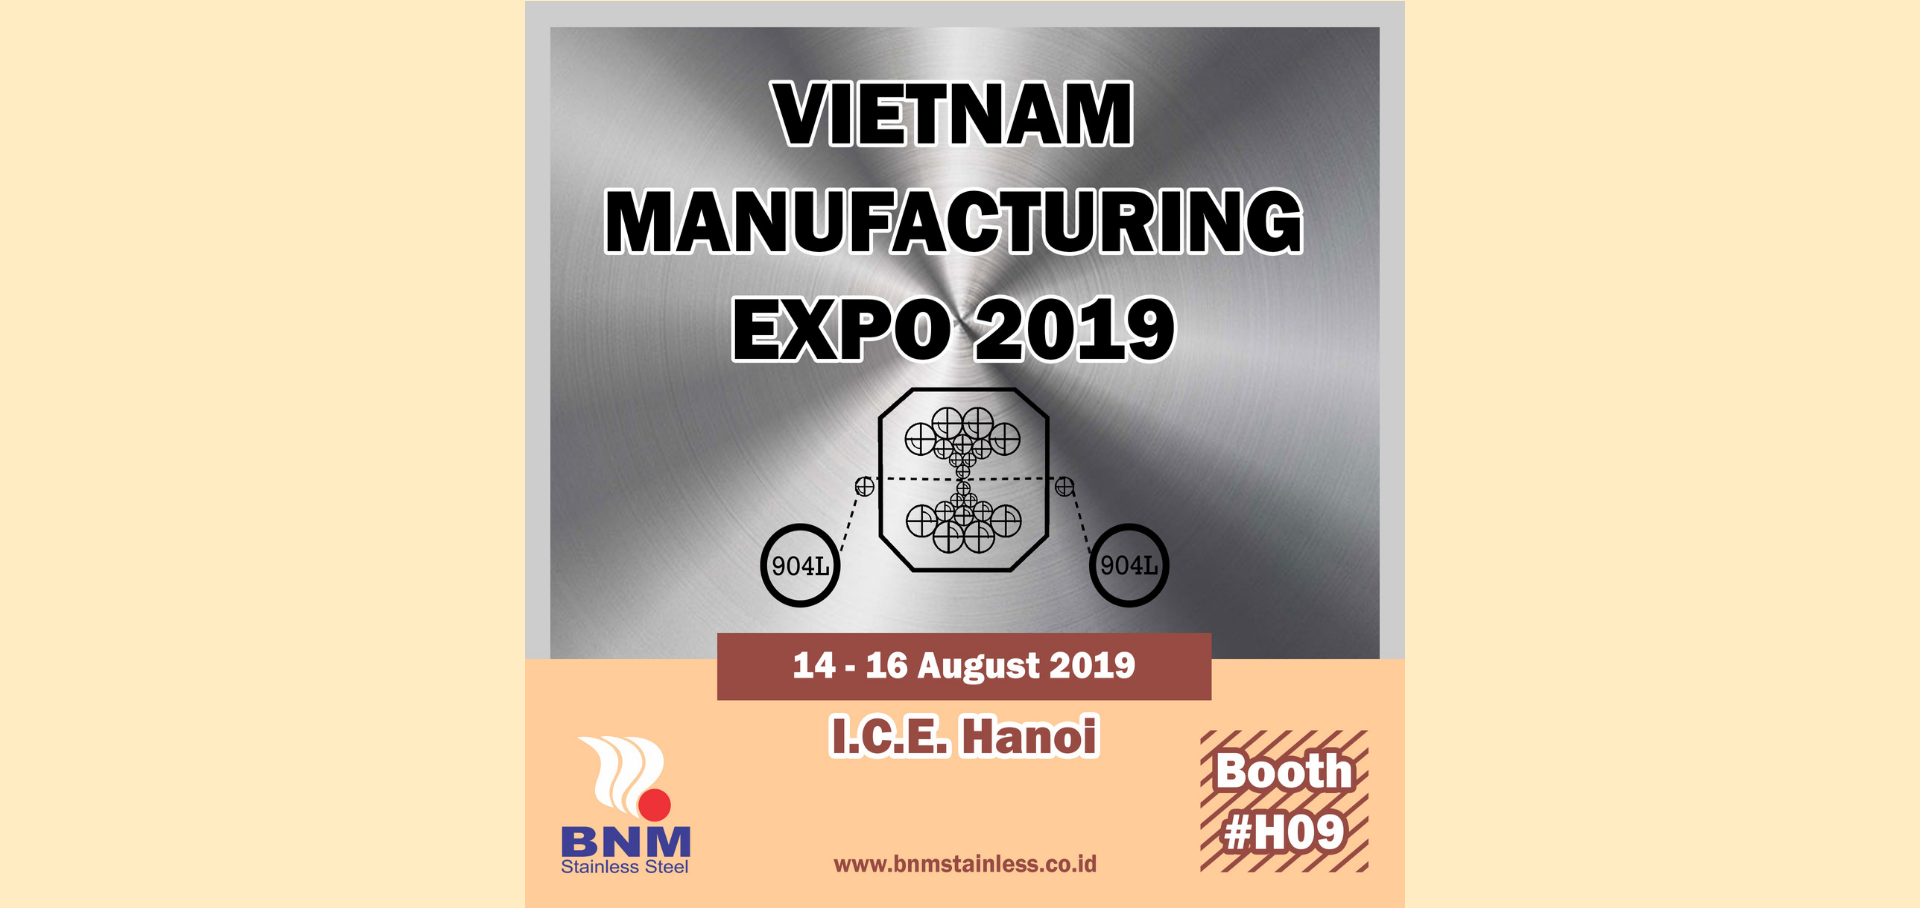 VIETNAM
MANUFACTURING
EXPO 2019
904L
904L
14 - 16 August 2019
I.C.E. Hanoi
Booth
#H09
BNM
Stainless Steel
www.bnmstainless.co.id